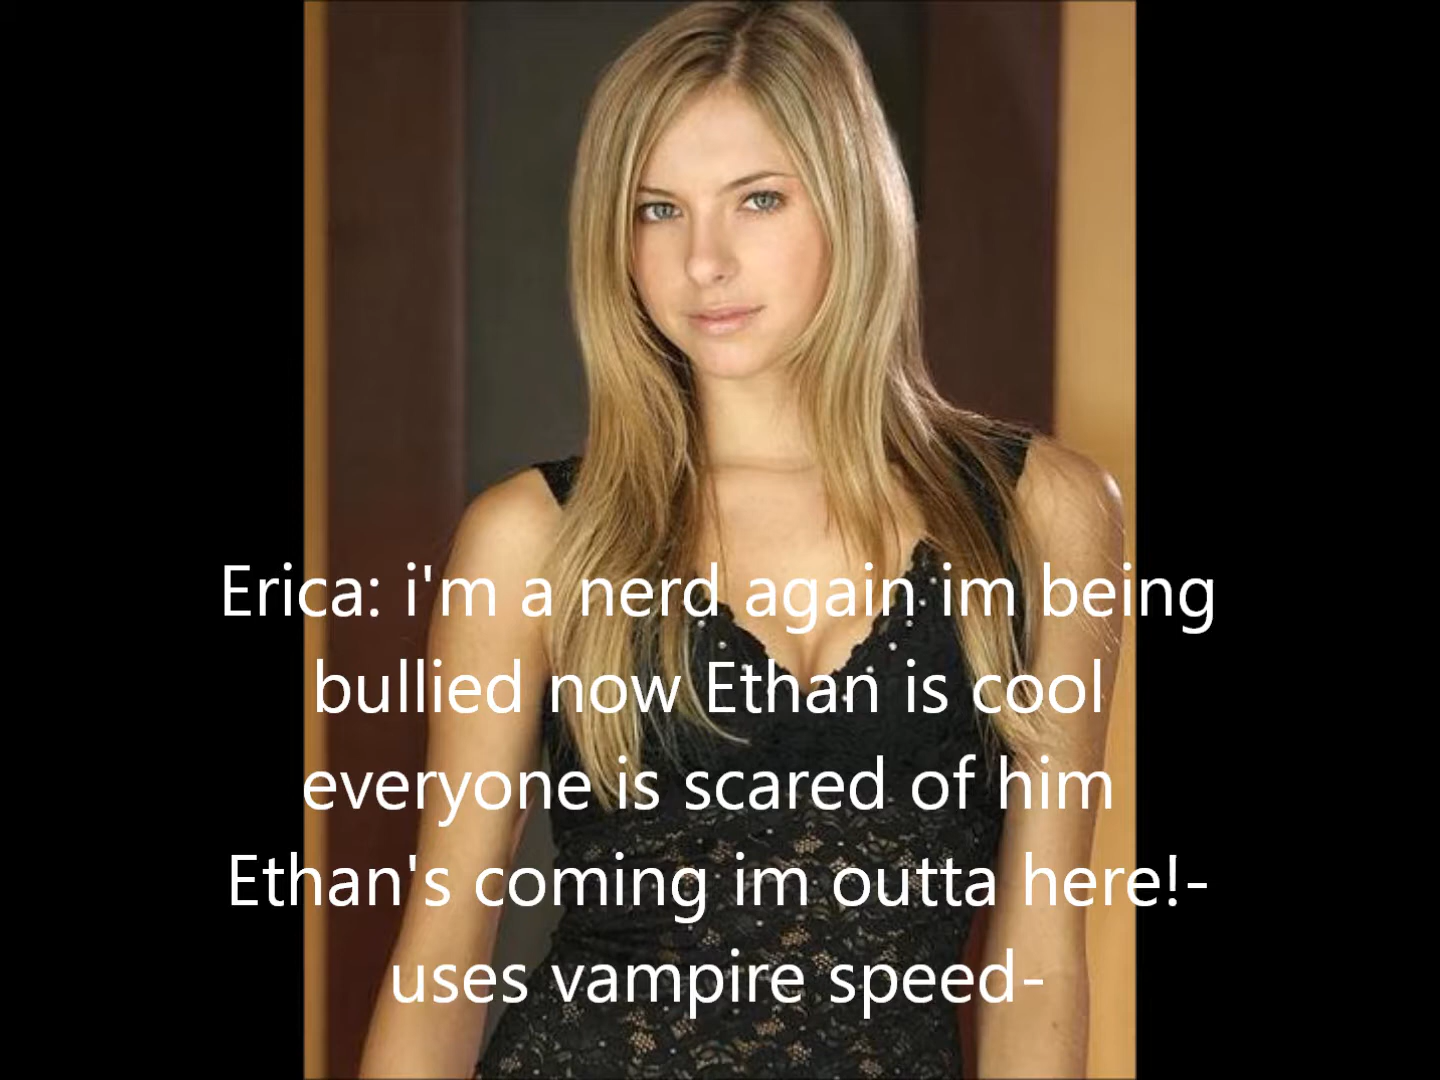 Erica: i'm a nerd again im being
bullied now Ethan is cool
everyone is scared of him
Ethan's coming im outta here!-
uses vampire speed-